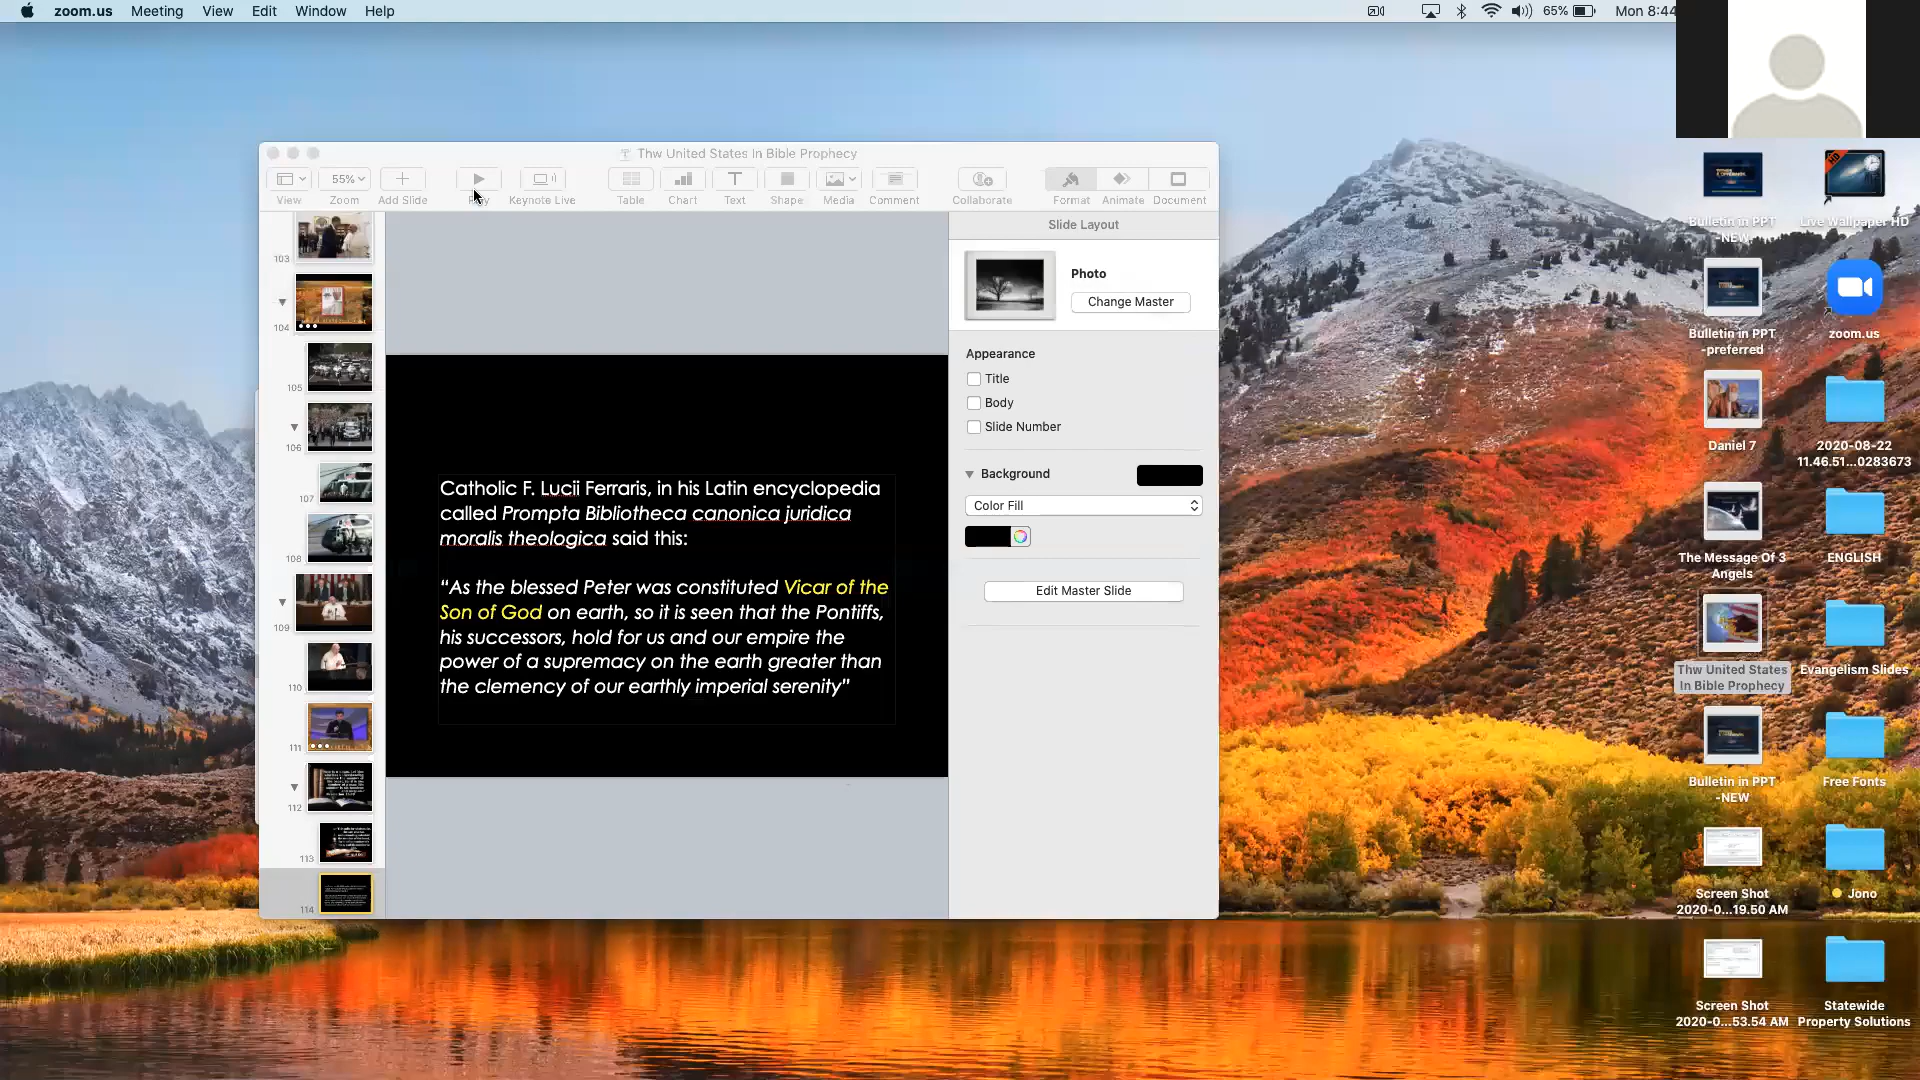 zoom.us Meeting View Edit Window Help
65% Mon 8:44
Thw United States In Bible Prophecy
55%
View Zoom Add Slide Play Keynote Live Table Chart Text Shape Media Comment Collaborate Format Animate Document
103
104
105
106
107
108
109
110
111
112
113
114
Catholic F. Lucii Ferraris, in his Latin encyclopedia
called Prompta Bibliotheca canonica juridica
moralis theologica said this:
“As the blessed Peter was constituted Vicar of the
Son of God on earth, so it is seen that the Pontiffs,
his successors, hold for us and our empire the
power of a supremacy on the earth greater than
the clemency of our earthly imperial serenity”
Slide Layout
Photo
Change Master
Appearance
Title
Body
Slide Number
Background
Color Fill
Edit Master Slide
Bulletin in PPT
-NEW
Live Wallpaper HD
Bulletin in PPT
-preferred
zoom.us
Daniel 7
2020-08-22
11.46.51...0283673
The Message Of 3
Angels
ENGLISH
Thw United States
In Bible Prophecy
Evangelism Slides
Bulletin in PPT
-NEW
Free Fonts
Screen Shot
2020-0...19.50 AM
Jono
Screen Shot
2020-0...53.54 AM
Statewide
Property Solutions